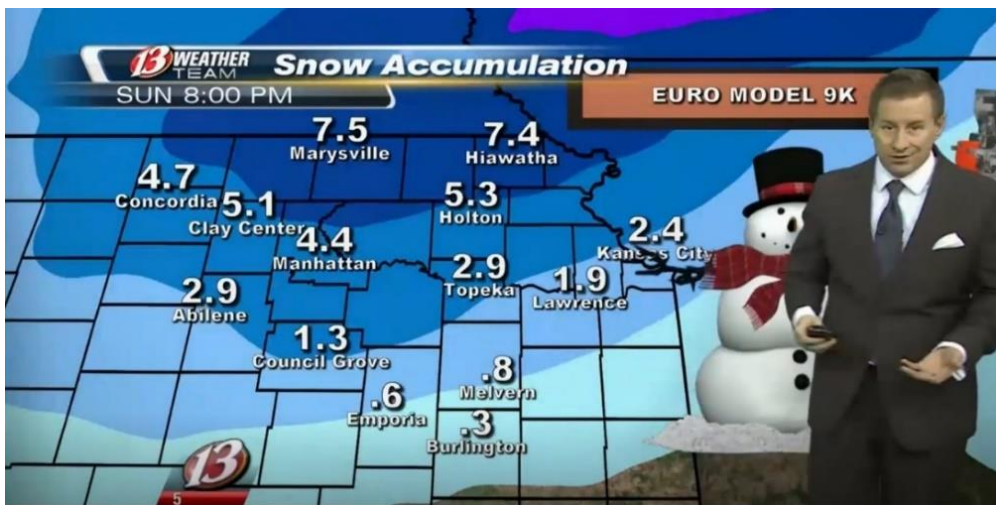 13 WEATHER TEAM
Snow Accumulation
SUN 8:00 PM
EURO MODEL 9K
7.5
Marysville
7.4
Hiawatha
4.7
Concordia
5.1
Clay Center
5.3
Holton
4.4
Manhattan
2.4
Kansas City
2.9
Topeka
1.9
Lawrence
2.9
Abilene
1.3
Council Grove
.8
Melvern
.6
Emporia
.3
Burlington
13
5